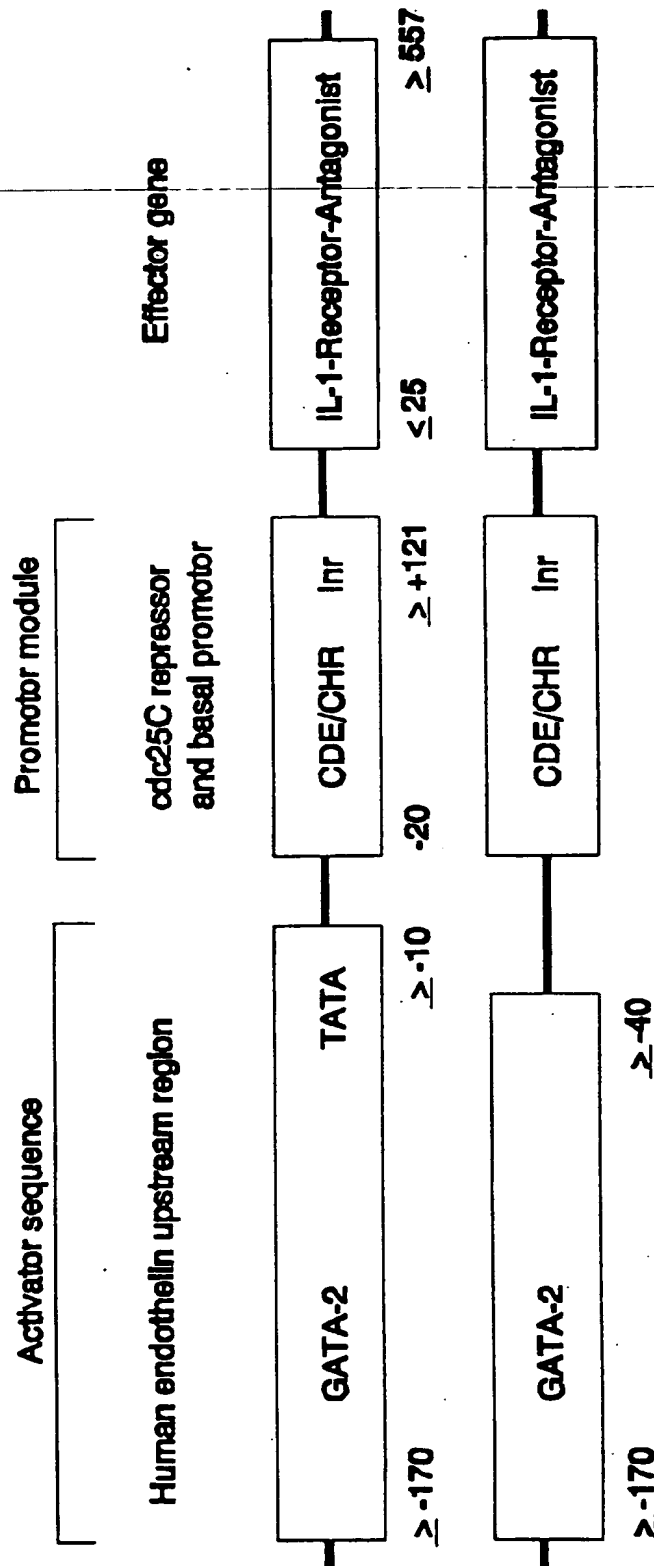 Activator sequence
Promotor module
Human endothelin upstream region
cdc25C repressor
and basal promotor
Effector gene
GATA-2
TATA
CDE/CHR
Inr
IL-1-Receptor-Antagonist
≥ -170
≥ -10
-20
≥ +121
≤ 25
≥ 557
GATA-2
CDE/CHR
Inr
IL-1-Receptor-Antagonist
≥ -170
≥ -40